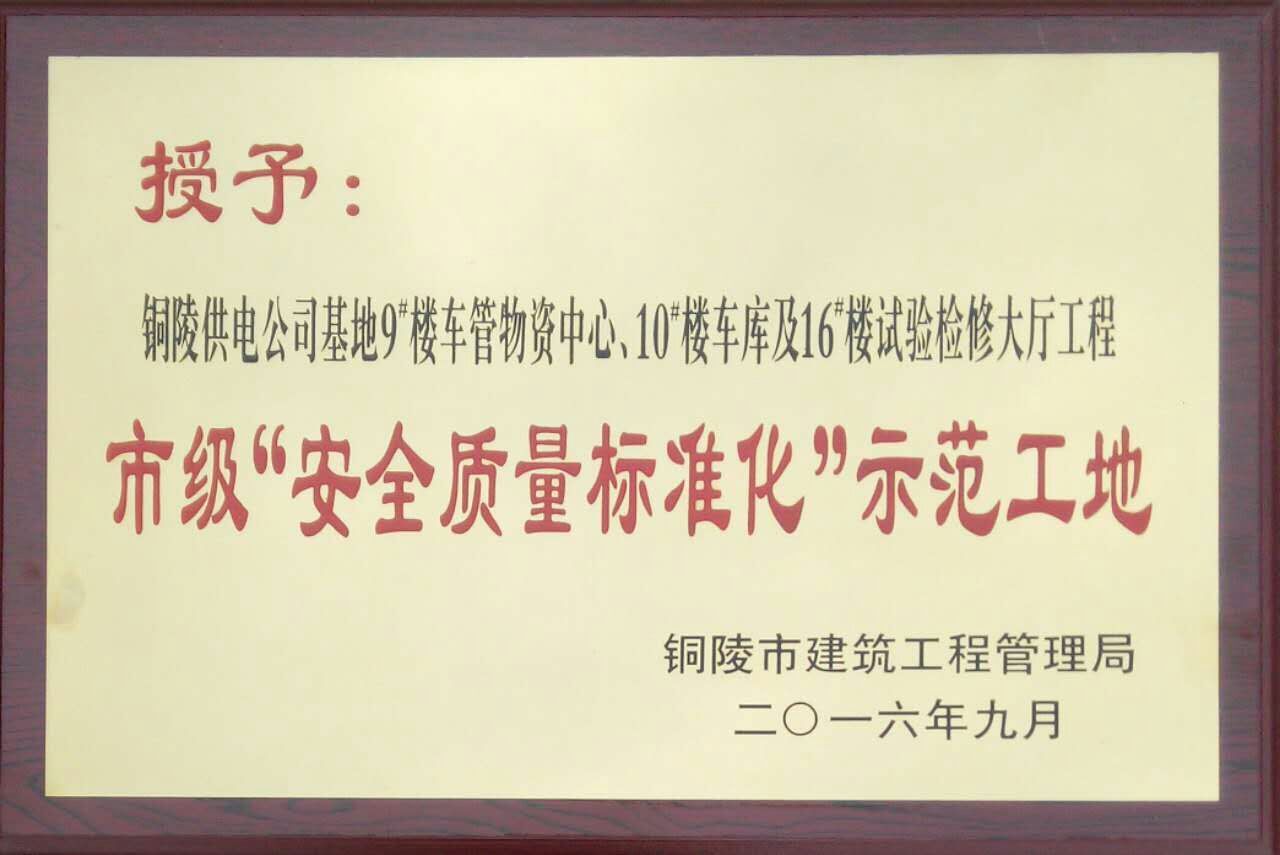 授予：
铜陵供电公司基地9#楼车管物资中心、10#楼车库及16#楼试验检修大厅工程
市级“安全质量标准化”示范工地
铜陵市建筑工程管理局
二〇一六年九月